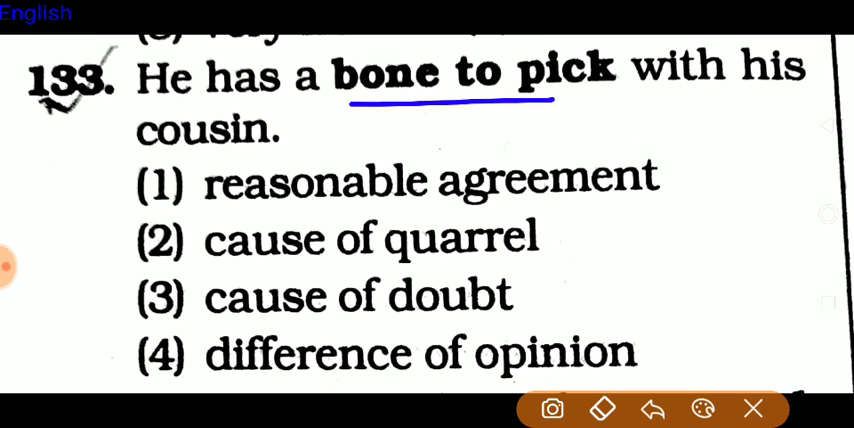 English
133. He has a bone to pick with his
cousin.
(1) reasonable agreement
(2) cause of quarrel
(3) cause of doubt
(4) difference of opinion